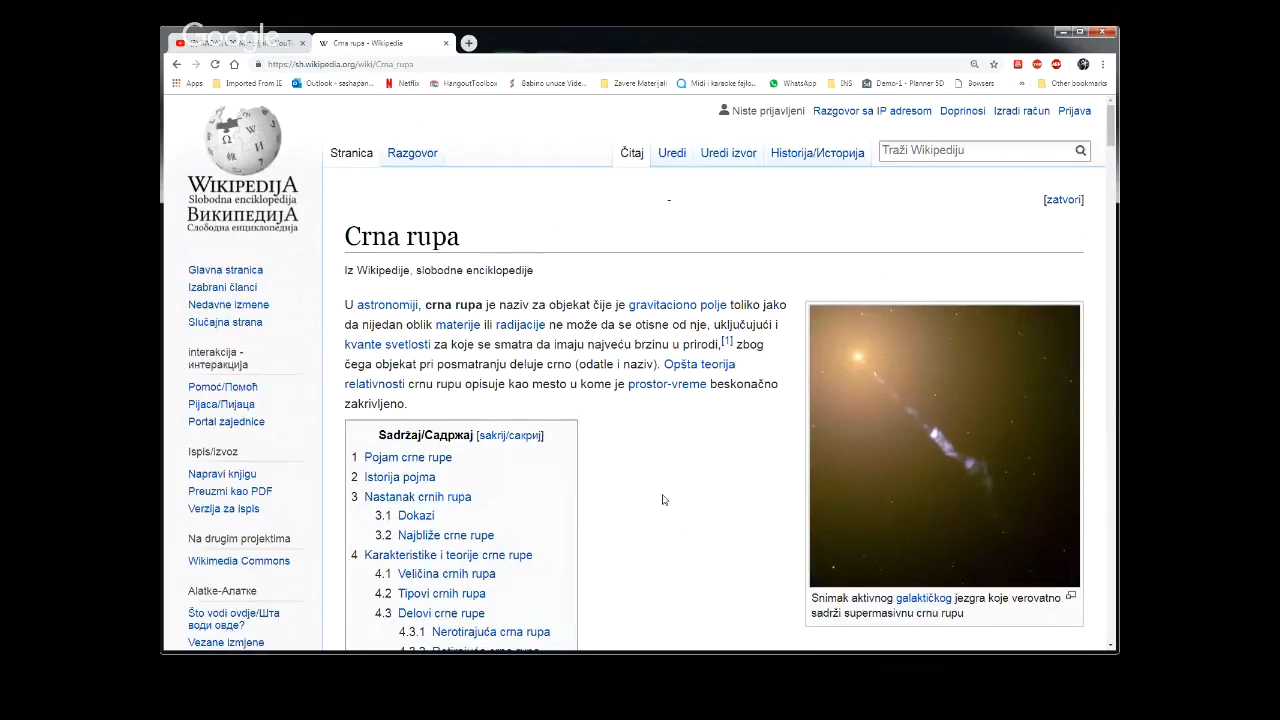 Google
Crna rupa - Wikipedia
https://sh.wikipedia.org/wiki/Crna_rupa
Apps Imported From IE Outlook - sashapan... Netflix HangoutToolbox Babino unuce Vide... Zavere Materijali Midi i karaoke fajlo... WhatsApp INS Demo-1 - Planner 5D Bowsers » Other bookmarks
Niste prijavljeni Razgovor sa IP adresom Doprinosi Izradi račun Prijava
Stranica Razgovor Čitaj Uredi Uredi izvor Historija/Историја Traži Wikipediju
WIKIPEDIJA
Slobodna enciklopedija
ВИКИПЕДИЈА
Слободна енциклопедија
- [zatvori]
Crna rupa
Iz Wikipedije, slobodne enciklopedije
Glavna stranica
Izabrani članci
Nedavne izmene
Slučajna strana
interakcija -
интеракција
Pomoć/Помоћ
Pijaca/Пијаца
Portal zajednice
Ispis/izvoz
Napravi knjigu
Preuzmi kao PDF
Verzija za ispis
Na drugim projektima
Wikimedia Commons
Alatke-Алатке
Što vodi ovdje/Шта
води овде?
Vezane izmjene
U astronomiji, crna rupa je naziv za objekat čije je gravitaciono polje toliko jako
da nijedan oblik materije ili radijacije ne može da se otisne od nje, uključujući i
kvante svetlosti za koje se smatra da imaju najveću brzinu u prirodi,[1] zbog
čega objekat pri posmatranju deluje crno (odatle i naziv). Opšta teorija
relativnosti crnu rupu opisuje kao mesto u kome je prostor-vreme beskonačno
zakrivljeno.
Sadržaj/Садржај [sakrij/сакриј]
1 Pojam crne rupe
2 Istorija pojma
3 Nastanak crnih rupa
3.1 Dokazi
3.2 Najbliže crne rupe
4 Karakteristike i teorije crne rupe
4.1 Veličina crnih rupa
4.2 Tipovi crnih rupa
4.3 Delovi crne rupe
4.3.1 Nerotirajuća crna rupa
4.3.2 Rotirajuća crna rupa
Snimak aktivnog galaktičkog jezgra koje verovatno
sadrži supermasivnu crnu rupu